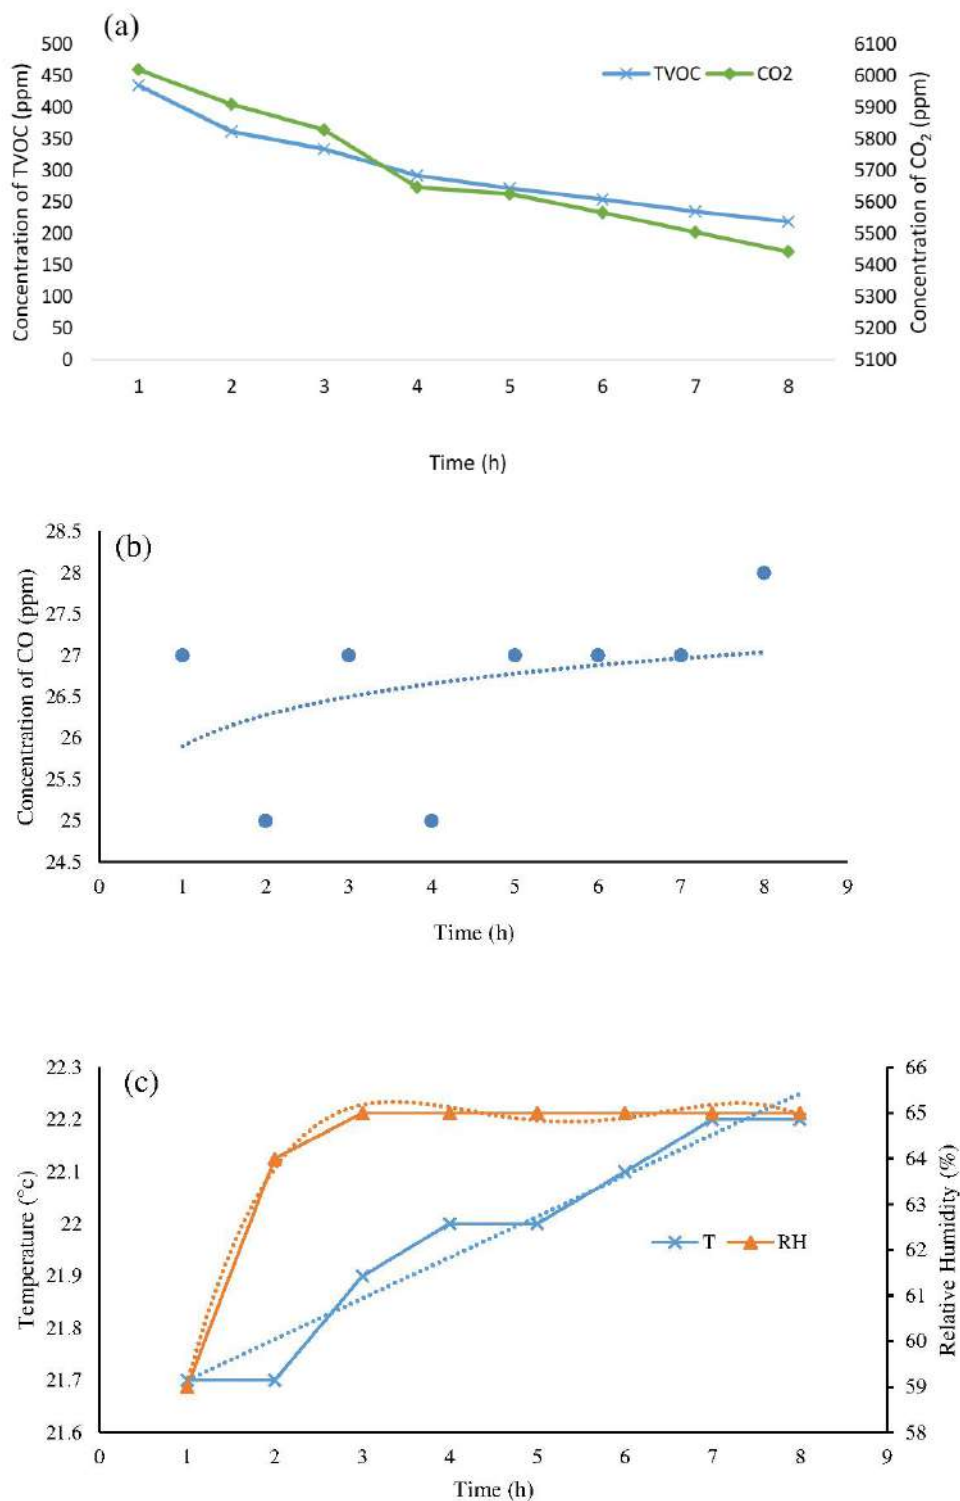 (a)
500
450
400
350
300
250
200
150
100
50
0
Concentration of TVOC (ppm)
TVOC
CO2
6100
6000
5900
5800
5700
5600
5500
5400
5300
5200
5100
Concentration of CO₂ (ppm)
1 2 3 4 5 6 7 8
Time (h)
(b)
28.5
28
27.5
27
26.5
26
25.5
25
24.5
Concentration of CO (ppm)
0 1 2 3 4 5 6 7 8 9
Time (h)
(c)
22.3
22.2
22.1
22
21.9
21.8
21.7
21.6
Temperature (°c)
T
RH
66
65
64
63
62
61
60
59
58
Relative Humidity (%)
0 1 2 3 4 5 6 7 8 9
Time (h)